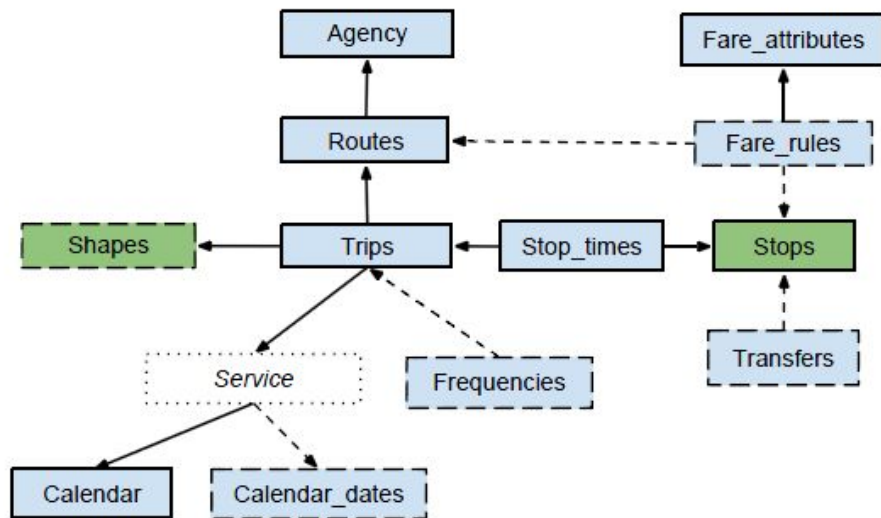 Agency
Fare_attributes
Routes
Fare_rules
Shapes
Trips
Stop_times
Stops
Service
Frequencies
Transfers
Calendar
Calendar_dates